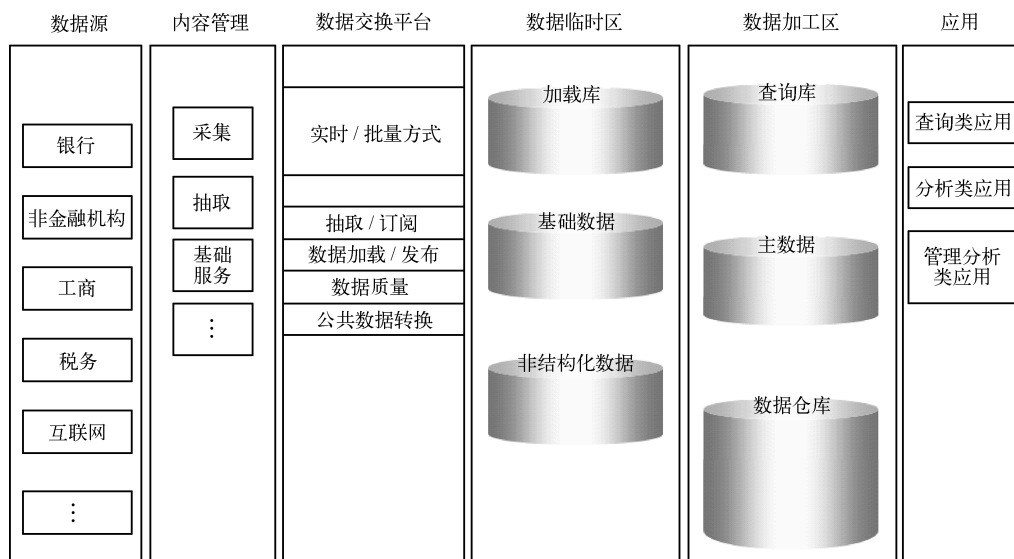 数据源
内容管理
数据交换平台
数据临时区
数据加工区
应用
银行
非金融机构
工商
税务
互联网
⋮
采集
抽取
基础
服务
⋮
实时 / 批量方式
抽取 / 订阅
数据加载 / 发布
数据质量
公共数据转换
加载库
基础数据
非结构化数据
查询库
主数据
数据仓库
查询类应用
分析类应用
管理分析
类应用